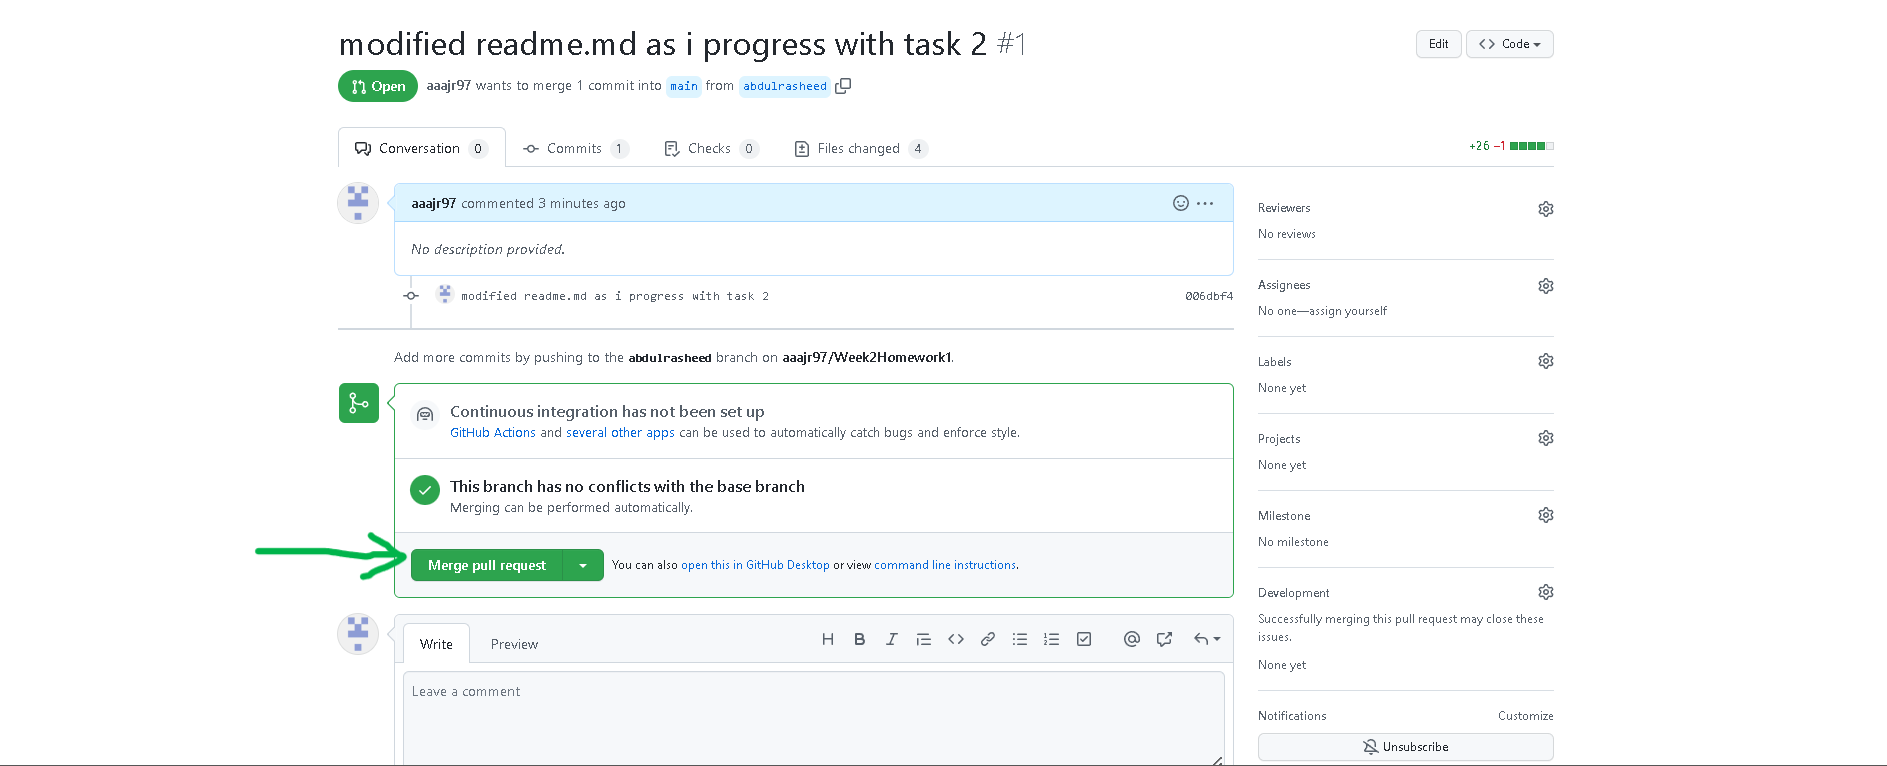 modified readme.md as i progress with task 2 #1
Edit
Code
Open
aaajr97 wants to merge 1 commit into main from abdulrasheed
Conversation 0
Commits 1
Checks 0
Files changed 4
+26 −1
aaajr97 commented 3 minutes ago
No description provided.
modified readme.md as i progress with task 2
006dbf4
Add more commits by pushing to the abdulrasheed branch on aaajr97/Week2Homework1.
Continuous integration has not been set up
GitHub Actions and several other apps can be used to automatically catch bugs and enforce style.
This branch has no conflicts with the base branch
Merging can be performed automatically.
Merge pull request
You can also open this in GitHub Desktop or view command line instructions.
Write
Preview
Leave a comment
Reviewers
No reviews
Assignees
No one—assign yourself
Labels
None yet
Projects
None yet
Milestone
No milestone
Development
Successfully merging this pull request may close these
issues.
None yet
Notifications
Customize
Unsubscribe